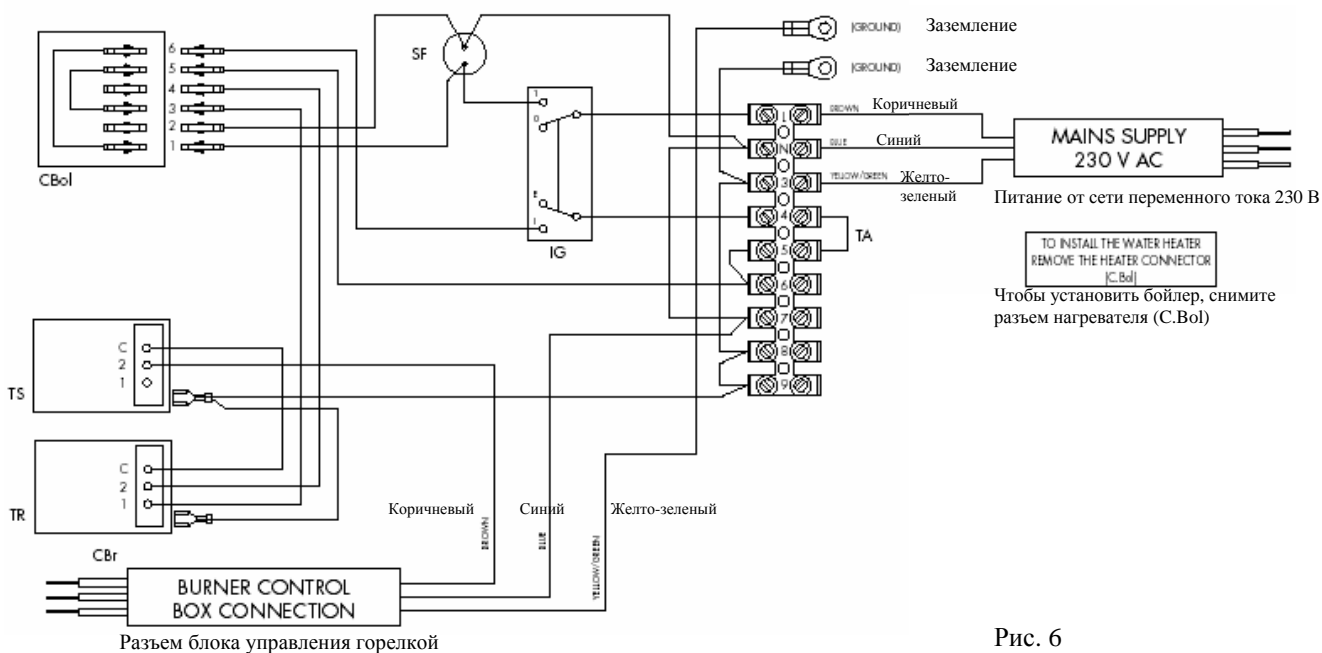 (GROUND) Заземление
SF
6
5
4
3
2
1
CBol
(GROUND) Заземление
1
0
E
1
IG
L
N
3
4
5
6
7
8
9
BROWN Коричневый
BLUE Синий
YELLOW/GREEN Желто-
зеленый
TA
MAINS SUPPLY
230 V AC
Питание от сети переменного тока 230 В
TO INSTALL THE WATER HEATER
REMOVE THE HEATER CONNECTOR
(C.Bol)
Чтобы установить бойлер, снимите
разъем нагревателя (C.Bol)
C
2
1
TS
C
2
1
TR
Коричневый
BROWN
Синий
BLUE
Желто-зеленый
YELLOW/GREEN
CBr
BURNER CONTROL
BOX CONNECTION
Разъем блока управления горелкой
Рис. 6